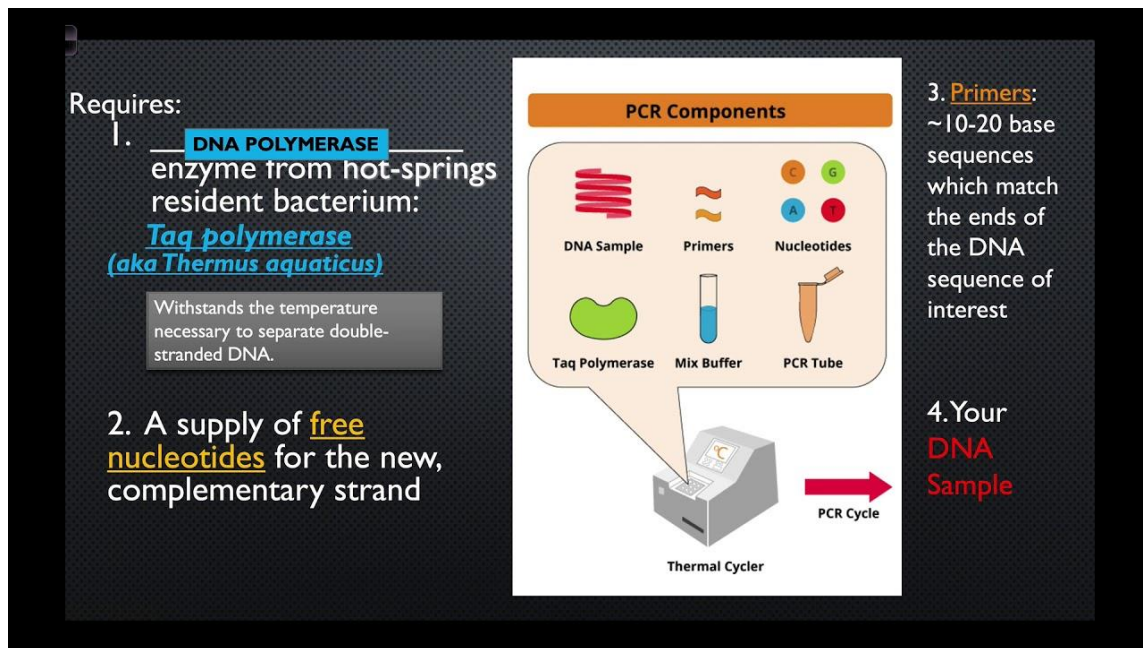 Requires:
1. ___DNA POLYMERASE______
enzyme from hot-springs
resident bacterium:
Taq polymerase
(aka Thermus aquaticus)
Withstands the temperature
necessary to separate double-
stranded DNA.
2. A supply of free
nucleotides for the new,
complementary strand
PCR Components
C G
A T
DNA Sample Primers Nucleotides
Taq Polymerase Mix Buffer PCR Tube
°C
PCR Cycle
Thermal Cycler
3. Primers:
~10-20 base
sequences
which match
the ends of
the DNA
sequence of
interest
4. Your
DNA
Sample